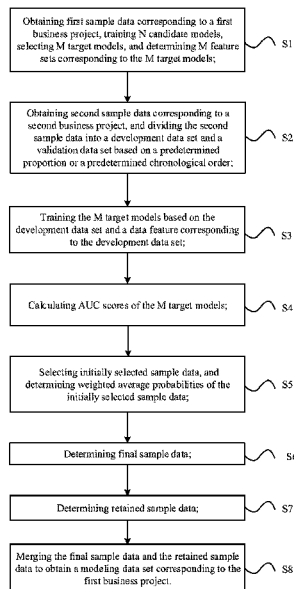 Obtaining first sample data corresponding to a first
business project, training N candidate models,
selecting M target models, and determining M feature
sets corresponding to the M target models;
S1
Obtaining second sample data corresponding to a
second business project, and dividing the second
sample data into a development data set and a
validation data set based on a predetermined
proportion or a predetermined chronological order;
S2
Training the M target models based on the
development data set and a data feature corresponding
to the development data set;
S3
Calculating AUC scores of the M target models;
S4
Selecting initially selected sample data, and
determining weighted average probabilities of the
initially selected sample data;
S5
Determining final sample data;
S6
Determining retained sample data;
S7
Merging the final sample data and the retained sample
data to obtain a modeling data set corresponding to the
first business project.
S8